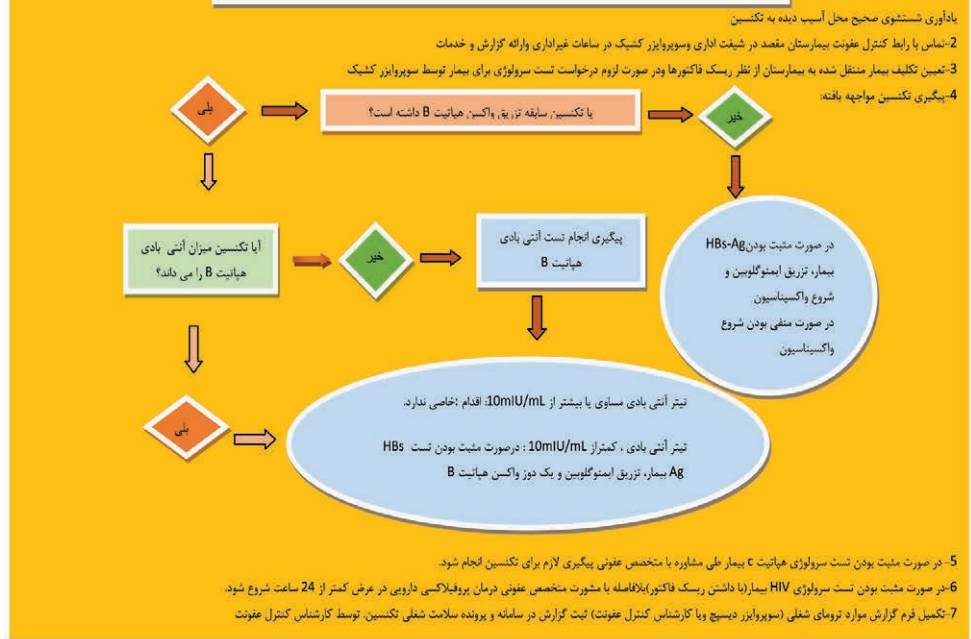 یادآوری شستشوی صحیح محل آسیب دیده به تکنسین
2-تماس با رابط کنترل عفونت بیمارستان مقصد در شیفت اداری وسوپروایزر کشیک در ساعات غیراداری وارائه گزارش و خدمات
3-تعیین تکلیف بیمار منتقل شده به بیمارستان از نظر ریسک فاکتورها ودر صورت لزوم درخواست تست سرولوژی برای بیمار توسط سوپروایزر کشیک
4-پیگیری تکنسین مواجهه یافته:
بلی
یا تکنسین سابقه تزریق واکسن هپاتیت B داشته است؟
خیر
آیا تکنسین میزان آنتی بادی
هپاتیت B را می داند؟
خیر
پیگیری انجام تست آنتی بادی
هپاتیت B
در صورت مثبت بودنHBs-Ag
بیمار، تزریق ایمنوگلوبین و
شروع واکسیناسیون
در صورت منفی بودن شروع
واکسیناسیون
بلی
تیتر آنتی بادی مساوی یا بیشتر از 10mIU/mL: اقدام :خاصی ندارد.
تیتر آنتی بادی ، کمتراز 10mIU/mL : درصورت مثبت بودن تست HBs
Ag بیمار، تزریق ایمنوگلوبین و یک دوز واکسن هپاتیت B
5- در صورت مثبت بودن تست سرولوژی هپاتیت c بیمار طی مشاوره با متخصص عفونی پیگیری لازم برای تکنسین انجام شود.
6-در صورت مثبت بودن تست سرولوژی HIV بیمار(با داشتن ریسک فاکتور)بلافاصله با مشورت متخصص عفونی درمان پروفیلاکسی دارویی در عرض کمتر از 24 ساعت شروع شود.
7-تکمیل فرم گزارش موارد ترومای شغلی (سوپروایزر دیسپچ ویا کارشناس کنترل عفونت) ثبت گزارش در سامانه و پرونده سلامت شغلی تکنسین. توسط کارشناس کنترل عفونت